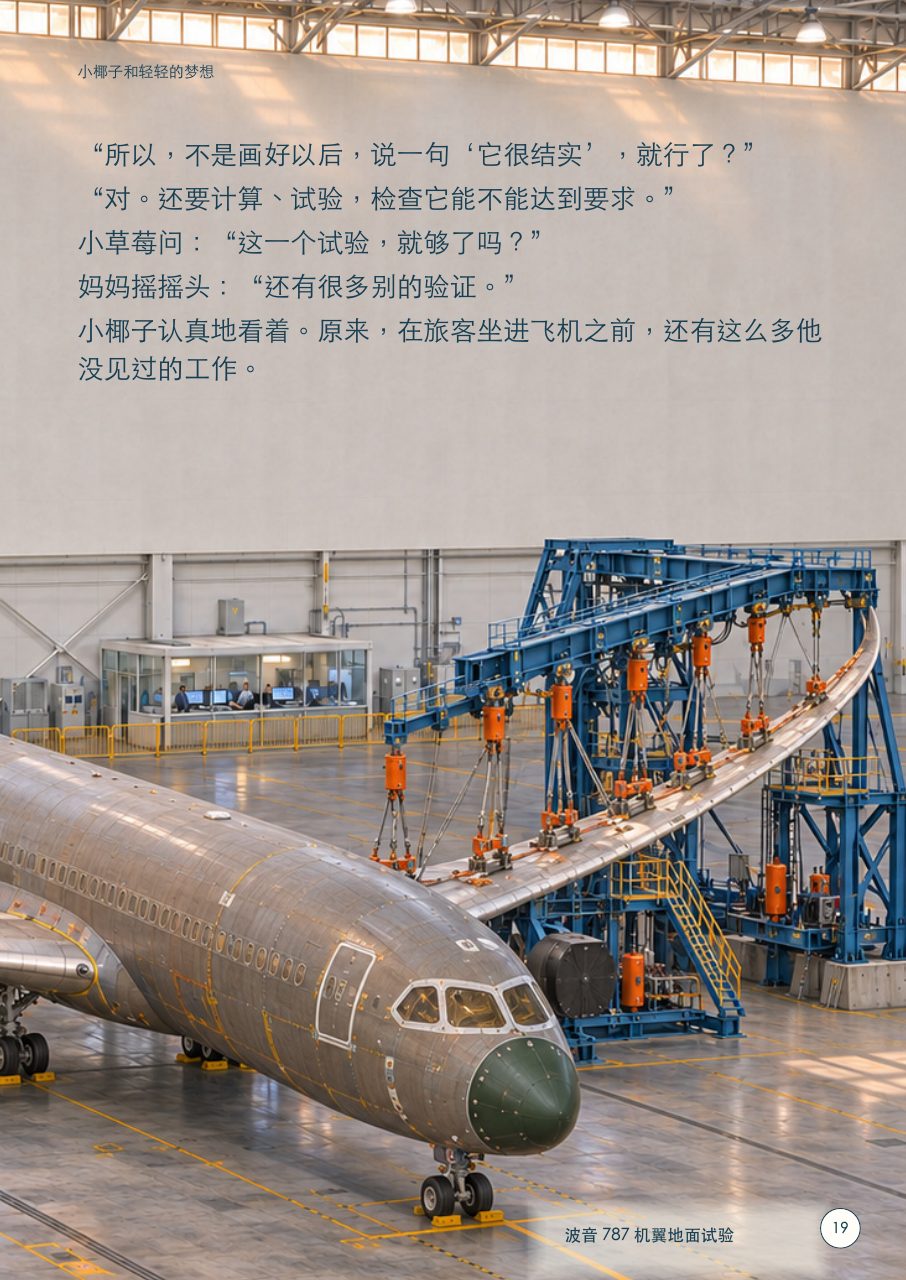 小椰子和轻轻的梦想
“所以，不是画好以后，说一句‘它很结实’，就行了？”
“对。还要计算、试验，检查它能不能达到要求。”
小草莓问：“这一个试验，就够了吗？”
妈妈摇摇头：“还有很多别的验证。”
小椰子认真地看着。原来，在旅客坐进飞机之前，还有这么多他
没见过的工作。
波音 787 机翼地面试验
19